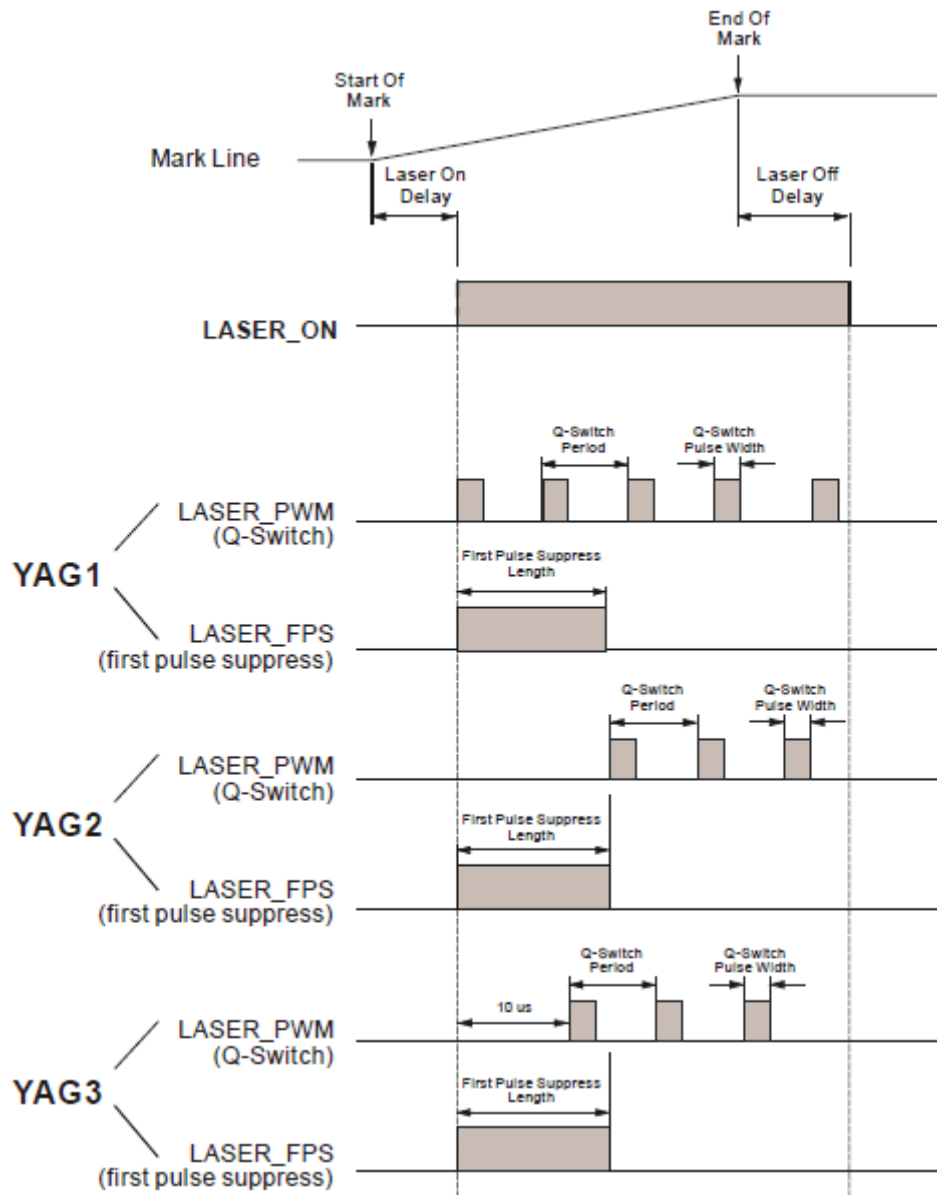 End Of
Mark
Start Of
Mark
Mark Line
Laser On
Delay
Laser Off
Delay
LASER_ON
Q-Switch
Period
Q-Switch
Pulse Width
LASER_PWM
(Q-Switch)
YAG1
First Pulse Suppress
Length
LASER_FPS
(first pulse suppress)
Q-Switch
Period
Q-Switch
Pulse Width
LASER_PWM
(Q-Switch)
YAG2
First Pulse Suppress
Length
LASER_FPS
(first pulse suppress)
Q-Switch
Period
Q-Switch
Pulse Width
10 us
LASER_PWM
(Q-Switch)
YAG3
First Pulse Suppress
Length
LASER_FPS
(first pulse suppress)